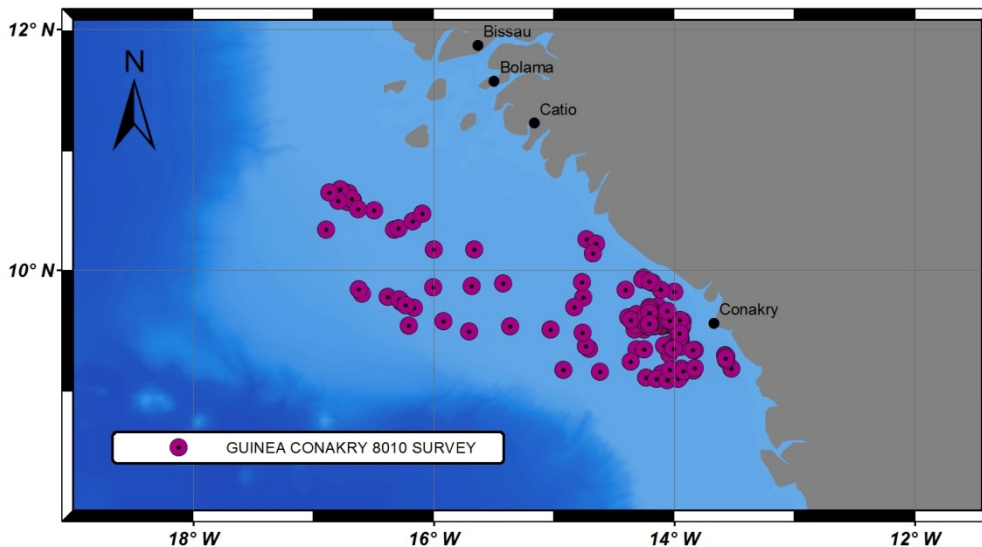 12° N
Bissau
N
Bolama
Catio
10° N
Conakry
GUINEA CONAKRY 8010 SURVEY
18° W
16° W
14° W
12° W